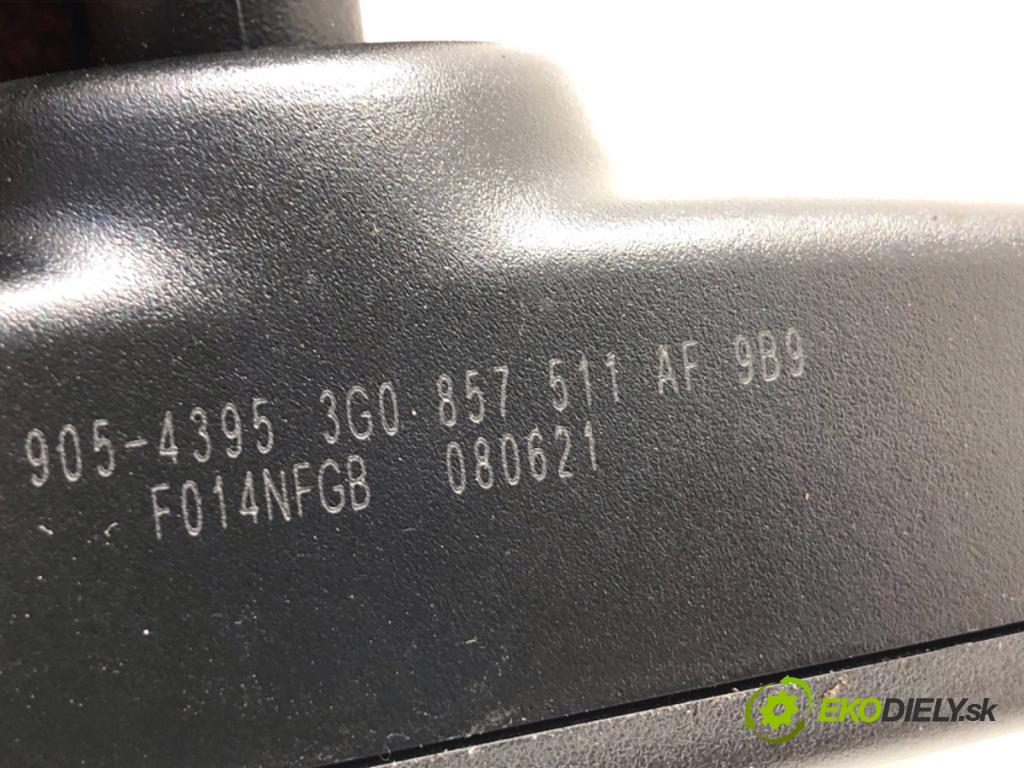 905-4395 3G0 857 511 AF 9B9
F014NFGB 080621
EKODIELY.sk